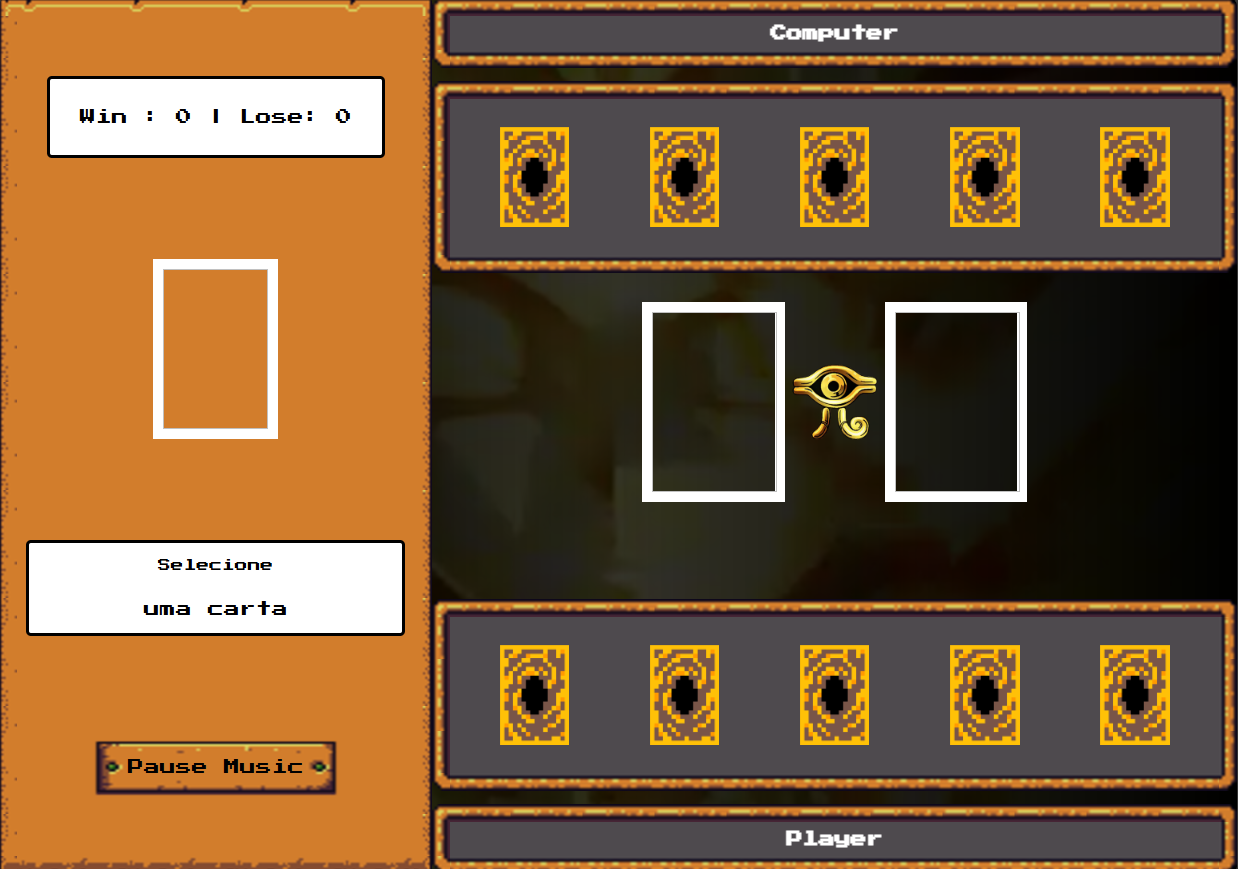 Win : 0 | Lose: 0
Selecione
uma carta
Pause Music
Computer
Player